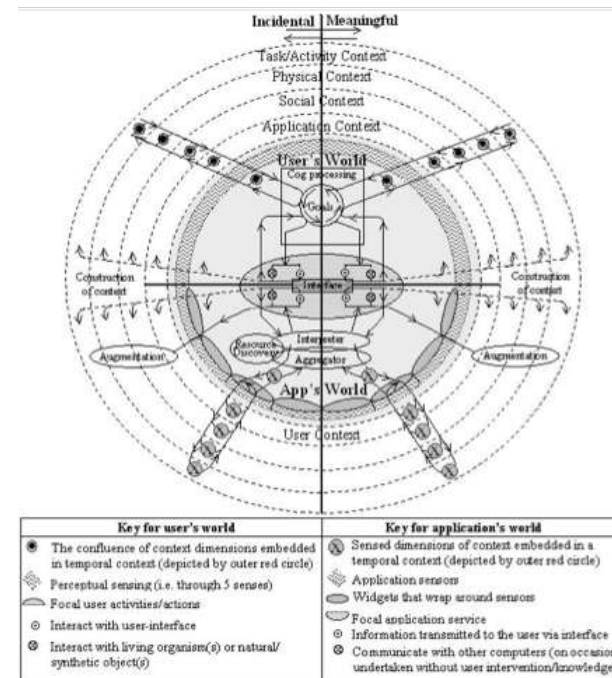 Incidental Meaningful
Task/Activity Context
Physical Context
Social Context
Application Context
User's World
Cog processing
Goals
Construction
of context
Construction
of context
Interface
Interpreter
Resource
Discovery
Aggregator
Augmentation
Augmentation
App's World
User Context
Key for user's world
The confluence of context dimensions embedded
in temporal context (depicted by outer red circle)
Perceptual sensing (i.e. through 5 senses)
Focal user activities/actions
Interact with user-interface
Interact with living organism(s) or natural/
synthetic object(s)
Key for application's world
Sensed dimensions of context embedded in a
temporal context (depicted by outer red circle)
Application sensors
Widgets that wrap around sensors
Focal application service
Information transmitted to the user via interface
Communicate with other computers (on occasion
undertaken without user intervention/knowledge